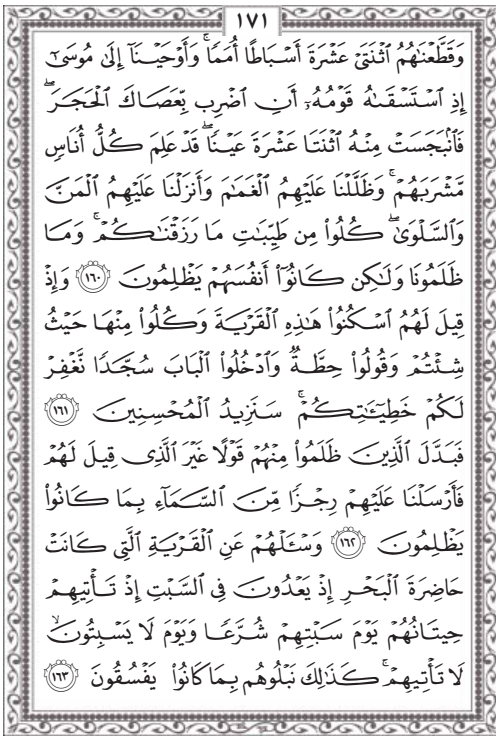 ١٧١
وَقَطَّعْنَٰهُمُ ٱثْنَتَىْ عَشْرَةَ أَسْبَاطًا أُمَمًا ۚ وَأَوْحَيْنَآ إِلَىٰ مُوسَىٰٓ
إِذِ ٱسْتَسْقَىٰهُ قَوْمُهُۥٓ أَنِ ٱضْرِب بِّعَصَاكَ ٱلْحَجَرَ ۖ
فَٱنۢبَجَسَتْ مِنْهُ ٱثْنَتَا عَشْرَةَ عَيْنًا ۖ قَدْ عَلِمَ كُلُّ أُنَاسٍ
مَّشْرَبَهُمْ ۚ وَظَلَّلْنَا عَلَيْهِمُ ٱلْغَمَٰمَ وَأَنزَلْنَا عَلَيْهِمُ ٱلْمَنَّ
وَٱلسَّلْوَىٰ ۖ كُلُوا۟ مِن طَيِّبَٰتِ مَا رَزَقْنَٰكُمْ ۚ وَمَا
ظَلَمُونَا وَلَٰكِن كَانُوٓا۟ أَنفُسَهُمْ يَظْلِمُونَ ١٦٠ وَإِذْ
قِيلَ لَهُمُ ٱسْكُنُوا۟ هَٰذِهِ ٱلْقَرْيَةَ وَكُلُوا۟ مِنْهَا حَيْثُ
شِئْتُمْ وَقُولُوا۟ حِطَّةٌ وَٱدْخُلُوا۟ ٱلْبَابَ سُجَّدًا نَّغْفِرْ
لَكُمْ خَطِيٓـَٰٔتِكُمْ ۚ سَنَزِيدُ ٱلْمُحْسِنِينَ ١٦١
فَبَدَّلَ ٱلَّذِينَ ظَلَمُوا۟ مِنْهُمْ قَوْلًا غَيْرَ ٱلَّذِى قِيلَ لَهُمْ
فَأَرْسَلْنَا عَلَيْهِمْ رِجْزًا مِّنَ ٱلسَّمَآءِ بِمَا كَانُوا۟
يَظْلِمُونَ ١٦٢ وَسْـَٔلْهُمْ عَنِ ٱلْقَرْيَةِ ٱلَّتِى كَانَتْ
حَاضِرَةَ ٱلْبَحْرِ إِذْ يَعْدُونَ فِى ٱلسَّبْتِ إِذْ تَأْتِيهِمْ
حِيتَانُهُمْ يَوْمَ سَبْتِهِمْ شُرَّعًا وَيَوْمَ لَا يَسْبِتُونَ ۙ
لَا تَأْتِيهِمْ ۚ كَذَٰلِكَ نَبْلُوهُم بِمَا كَانُوا۟ يَفْسُقُونَ ١٦٣